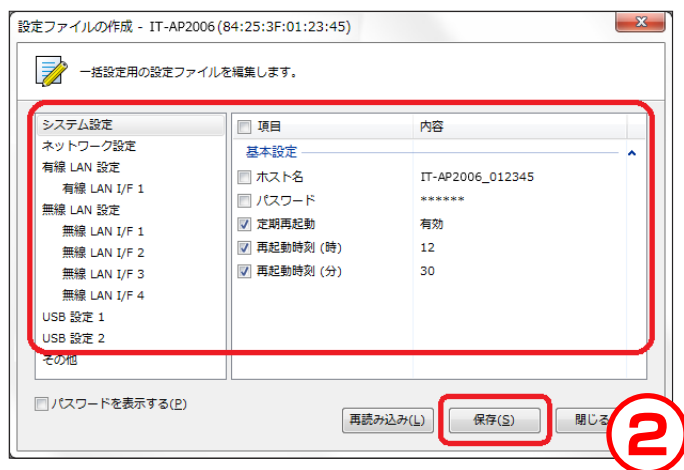 設定ファイルの作成 - IT-AP2006 (84:25:3F:01:23:45)
一括設定用の設定ファイルを編集します。
システム設定
ネットワーク設定
有線 LAN 設定
有線 LAN I/F 1
無線 LAN 設定
無線 LAN I/F 1
無線 LAN I/F 2
無線 LAN I/F 3
無線 LAN I/F 4
USB 設定 1
USB 設定 2
その他
項目 内容
基本設定
ホスト名 IT-AP2006_012345
パスワード ******
定期再起動 有効
再起動時刻 (時) 12
再起動時刻 (分) 30
パスワードを表示する(P)
再読み込み(L) 保存(S) 閉じる
2